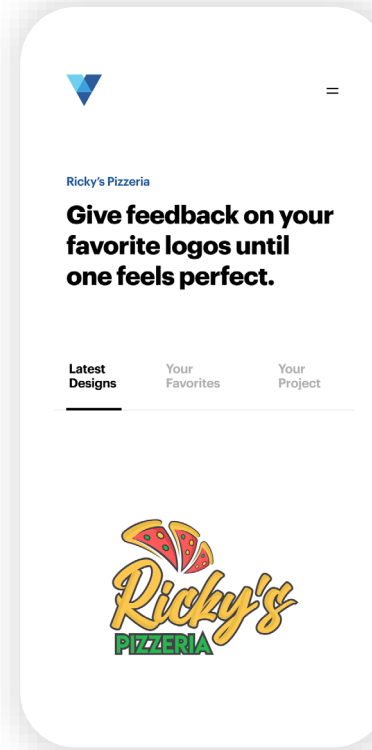 Ricky's Pizzeria
Give feedback on your
favorite logos until
one feels perfect.
Latest
Designs
Your
Favorites
Your
Project
Ricky's
PIZZERIA